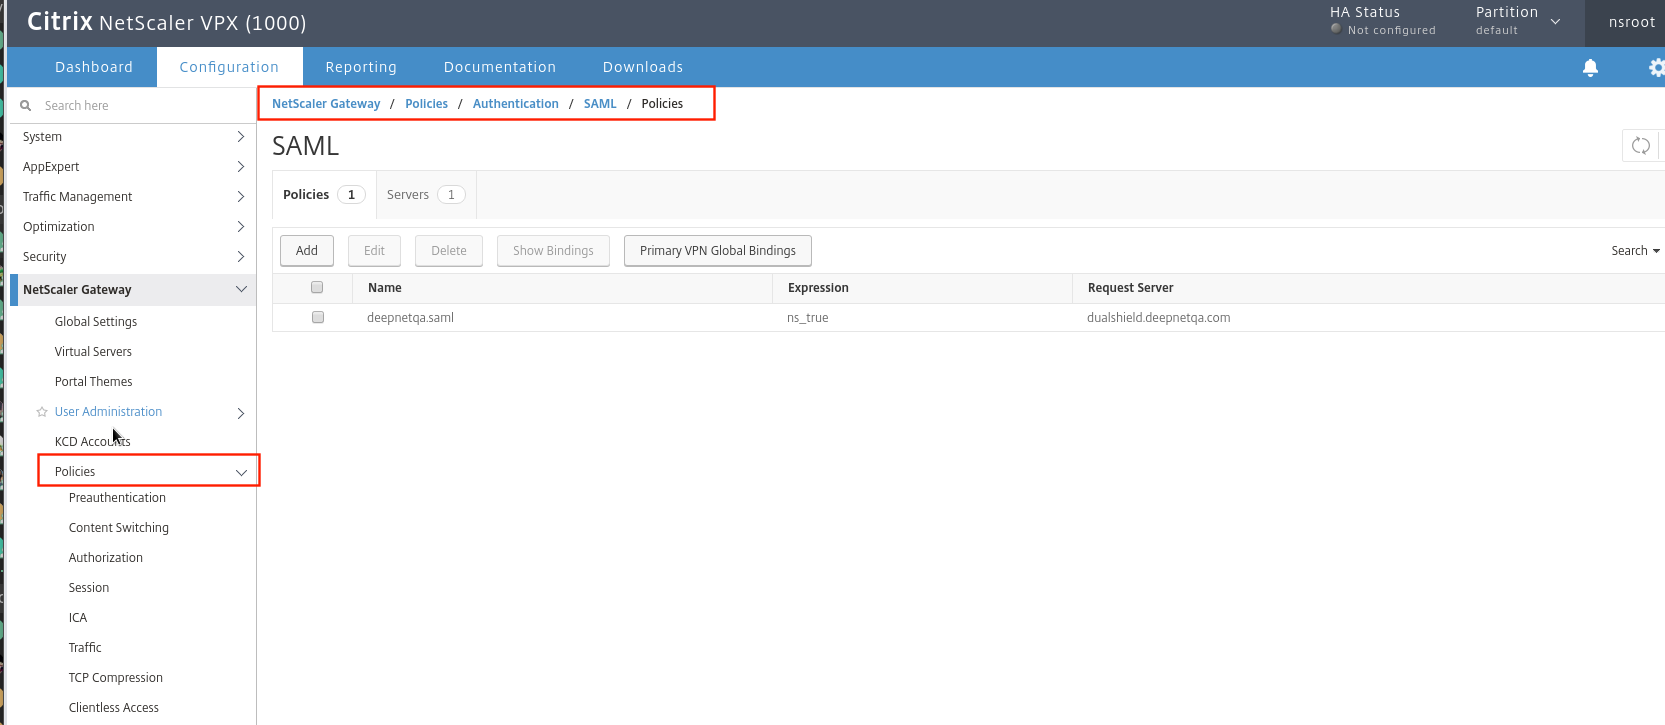 Citrix NetScaler VPX (1000)
HA Status
Not configured
Partition
default
nsroot
Dashboard
Configuration
Reporting
Documentation
Downloads
Search here
System
AppExpert
Traffic Management
Optimization
Security
NetScaler Gateway
Global Settings
Virtual Servers
Portal Themes
User Administration
KCD Accounts
Policies
Preauthentication
Content Switching
Authorization
Session
ICA
Traffic
TCP Compression
Clientless Access
NetScaler Gateway / Policies / Authentication / SAML / Policies
SAML
Policies 1
Servers 1
Add
Edit
Delete
Show Bindings
Primary VPN Global Bindings
Search
Name Expression Request Server
deepnetqa.saml ns_true dualshield.deepnetqa.com